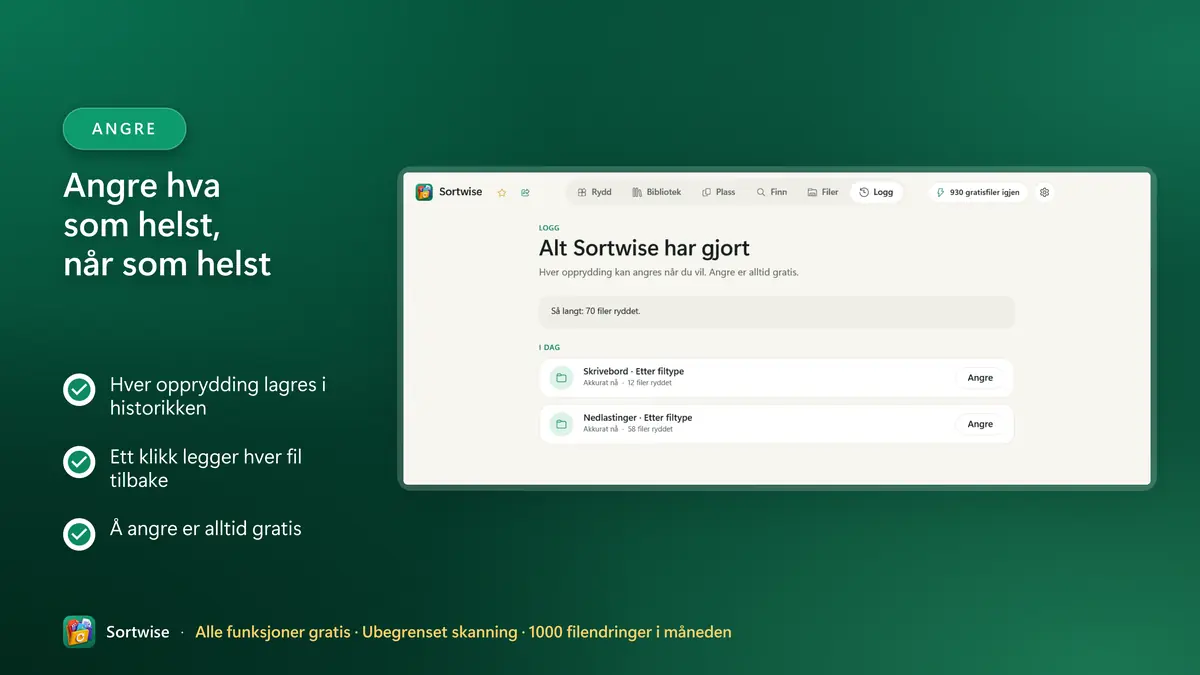 ANGRE
Angre hva
som helst,
når som helst
Hver opprydding lagres i
historikken
Ett klikk legger hver fil
tilbake
Å angre er alltid gratis
Sortwise
Rydd
Bibliotek
Plass
Finn
Filer
Logg
930 gratisfiler igjen
LOGG
Alt Sortwise har gjort
Hver opprydding kan angres når du vil. Angre er alltid gratis.
Så langt: 70 filer ryddet.
I DAG
Skrivebord · Etter filtype
Akkurat nå · 12 filer ryddet
Angre
Nedlastinger · Etter filtype
Akkurat nå · 58 filer ryddet
Angre
Sortwise · Alle funksjoner gratis · Ubegrenset skanning · 1000 filendringer i måneden